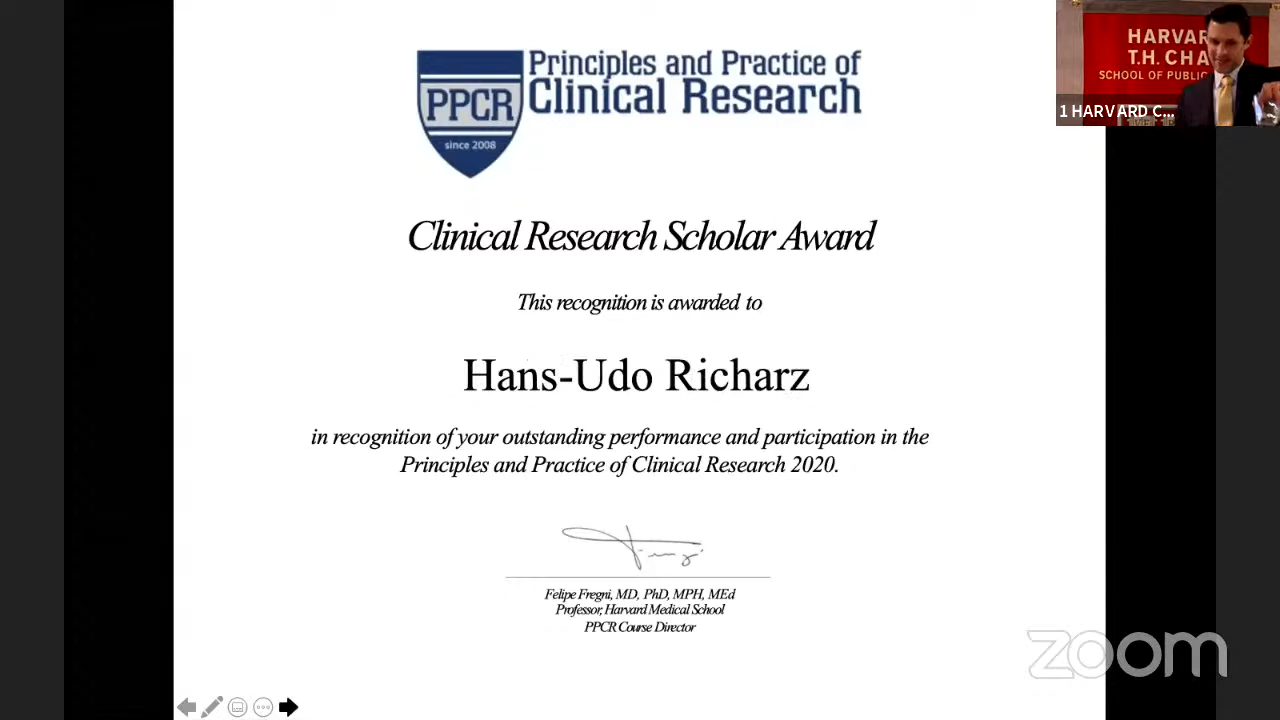 PPCR
since 2008
Principles and Practice of
Clinical Research
Clinical Research Scholar Award
This recognition is awarded to
Hans-Udo Richarz
in recognition of your outstanding performance and participation in the
Principles and Practice of Clinical Research 2020.
Felipe Fregni, MD, PhD, MPH, MEd
Professor, Harvard Medical School
PPCR Course Director
HARVAR
T.H. CHA
SCHOOL OF PUBLIC
1 HARVARD C...
zoom